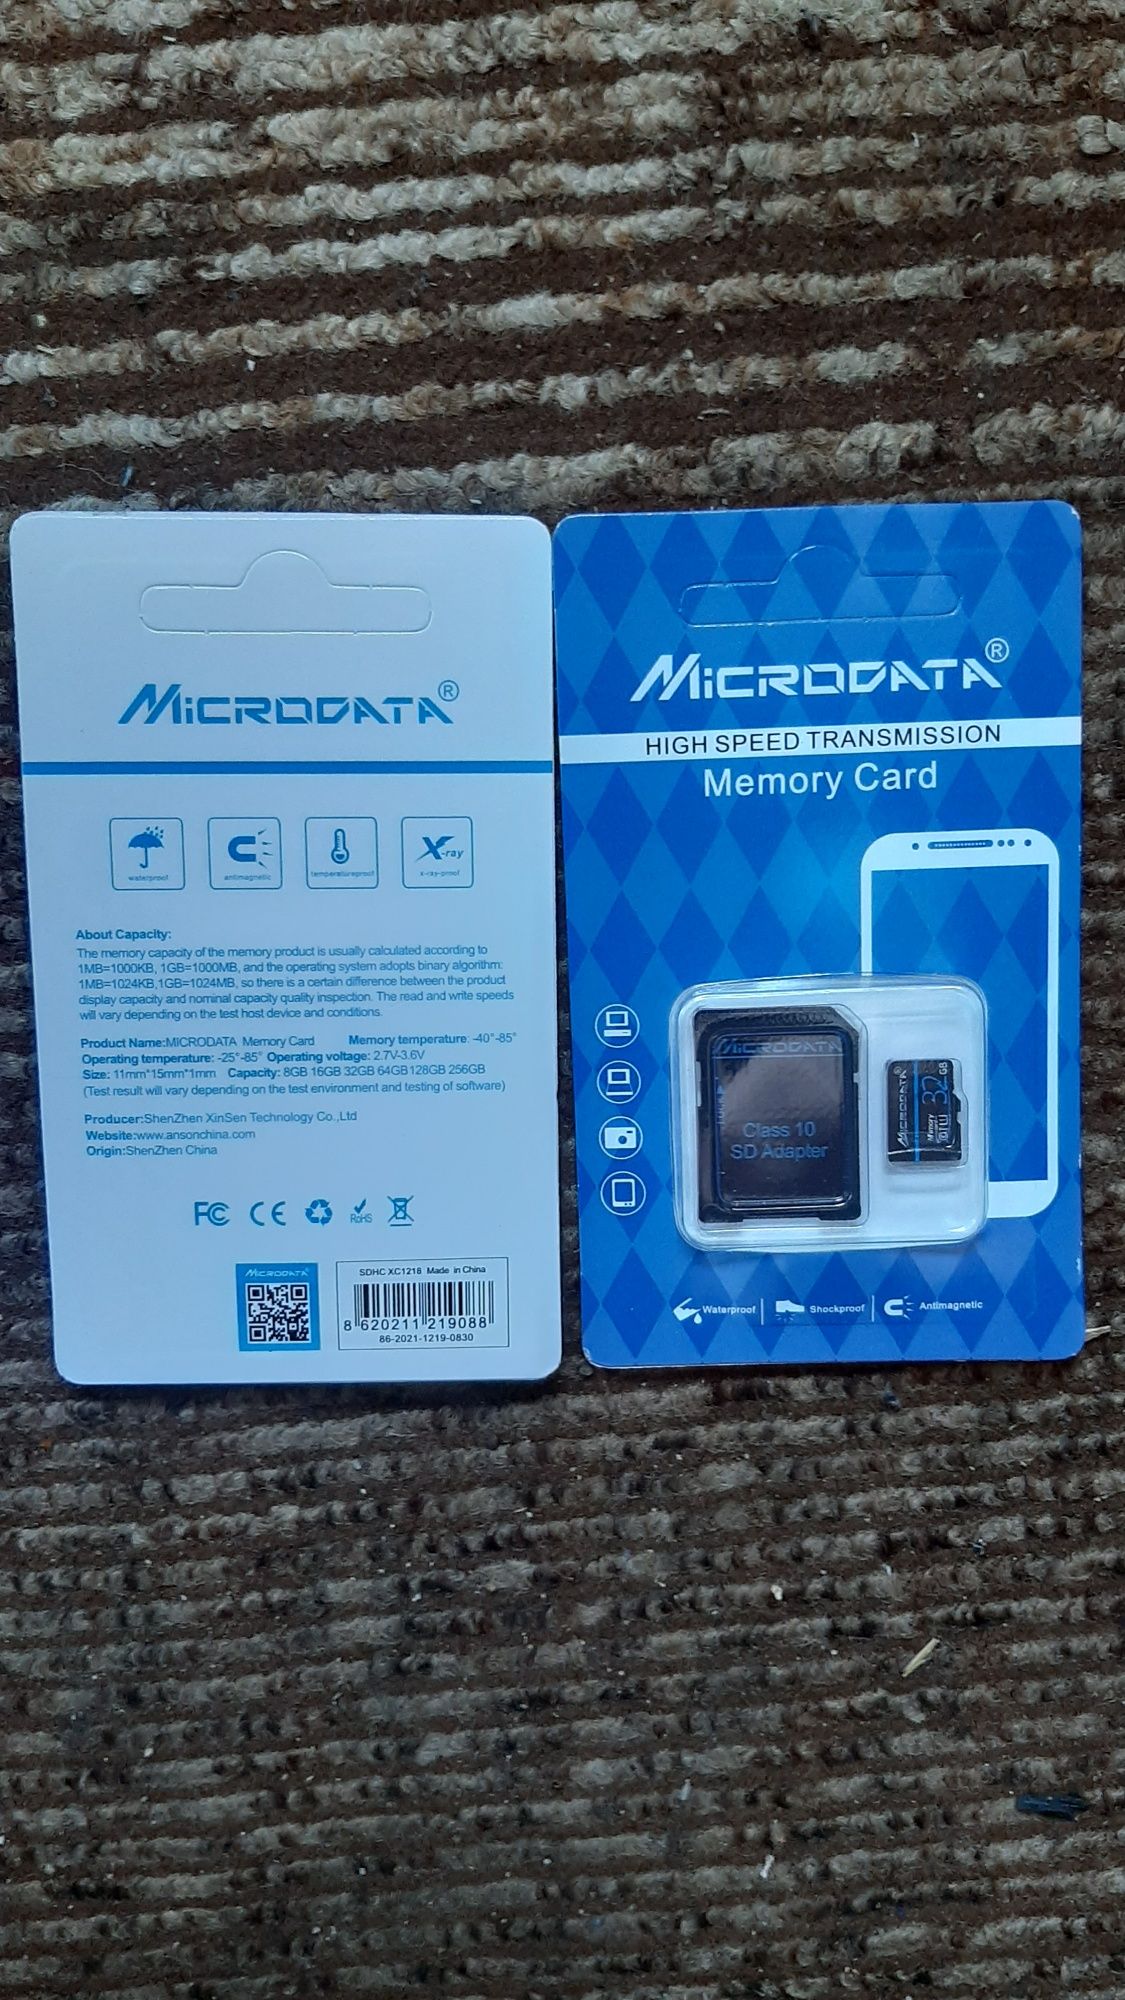 MICRODATA®
waterproof
antimagnetic
temperatureproof
X-ray
x-ray-proof
About Capacity:
The memory capacity of the memory product is usually calculated according to
1MB=1000KB, 1GB=1000MB, and the operating system adopts binary algorithm:
1MB=1024KB,1GB=1024MB, so there is a certain difference between the product
display capacity and nominal capacity quality inspection. The read and write speeds
will vary depending on the test host device and conditions.
Product Name:MICRODATA Memory Card Memory temperature: -40°-85°
Operating temperature: -25°-85° Operating voltage: 2.7V-3.6V
Size: 11mm*15mm*1mm Capacity: 8GB 16GB 32GB 64GB 128GB 256GB
(Test result will vary depending on the test environment and testing of software)
Producer:ShenZhen XinSen Technology Co.,Ltd
Website:www.ansonchina.com
Origin:ShenZhen China
FC CE RoHS
MICRODATA
SDHC XC1218 Made in China
8 620211 219088
86-2021-1219-0830
MICRODATA®
HIGH SPEED TRANSMISSION
Memory Card
MICRODATA
Class 10
SD Adapter
MICRODATA®
32GB
Memory
Waterproof
Shockproof
Antimagnetic